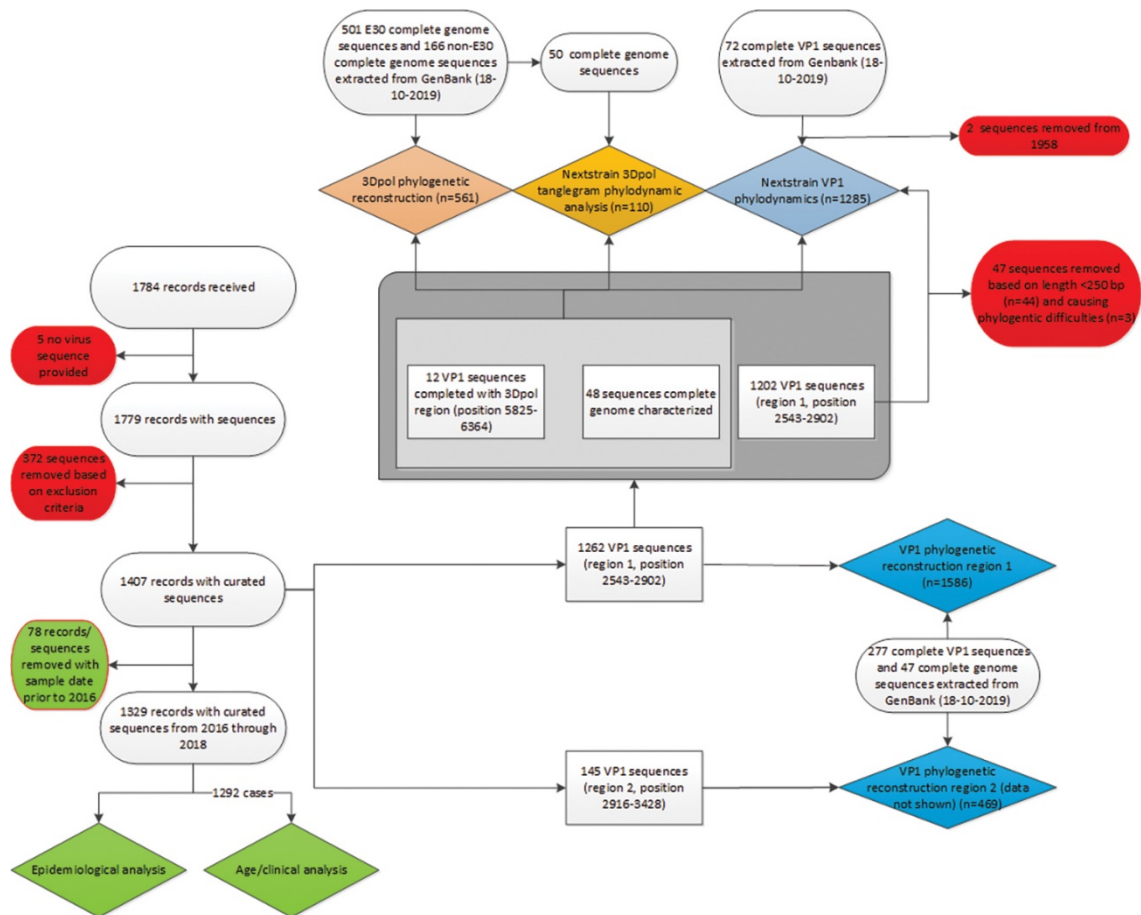 501 E30 complete genome
sequences and 166 non-E30
complete genome sequences
extracted from GenBank (18-
10-2019)
50 complete genome
sequences
72 complete VP1 sequences
extracted from Genbank (18-
10-2019)
2 sequences removed from
1958
3Dpol phylogenetic
reconstruction (n=561)
Nextstrain 3Dpol
tanglegram phylodynamic
analysis (n=110)
Nextstrain VP1
phylodynamics (n=1285)
47 sequences removed
based on length <250 bp
(n=44) and causing
phylogentic difficulties (n=3)
12 VP1 sequences
completed with 3Dpol
region (position 5825-
6364)
48 sequences complete
genome characterized
1202 VP1 sequences
(region 1, position
2543-2902)
1784 records received
5 no virus
sequence
provided
1779 records with sequences
372 sequences
removed based
on exclusion
criteria
1407 records with curated
sequences
78 records/
sequences
removed with
sample date
prior to 2016
1329 records with curated
sequences from 2016 through
2018
1292 cases
Epidemiological analysis
Age/clinical analysis
1262 VP1 sequences
(region 1, position
2543-2902)
VP1 phylogenetic
reconstruction region 1
(n=1586)
277 complete VP1 sequences
and 47 complete genome
sequences extracted from
GenBank (18-10-2019)
145 VP1 sequences
(region 2, position
2916-3428)
VP1 phylogenetic
reconstruction region 2 (data
not shown) (n=469)